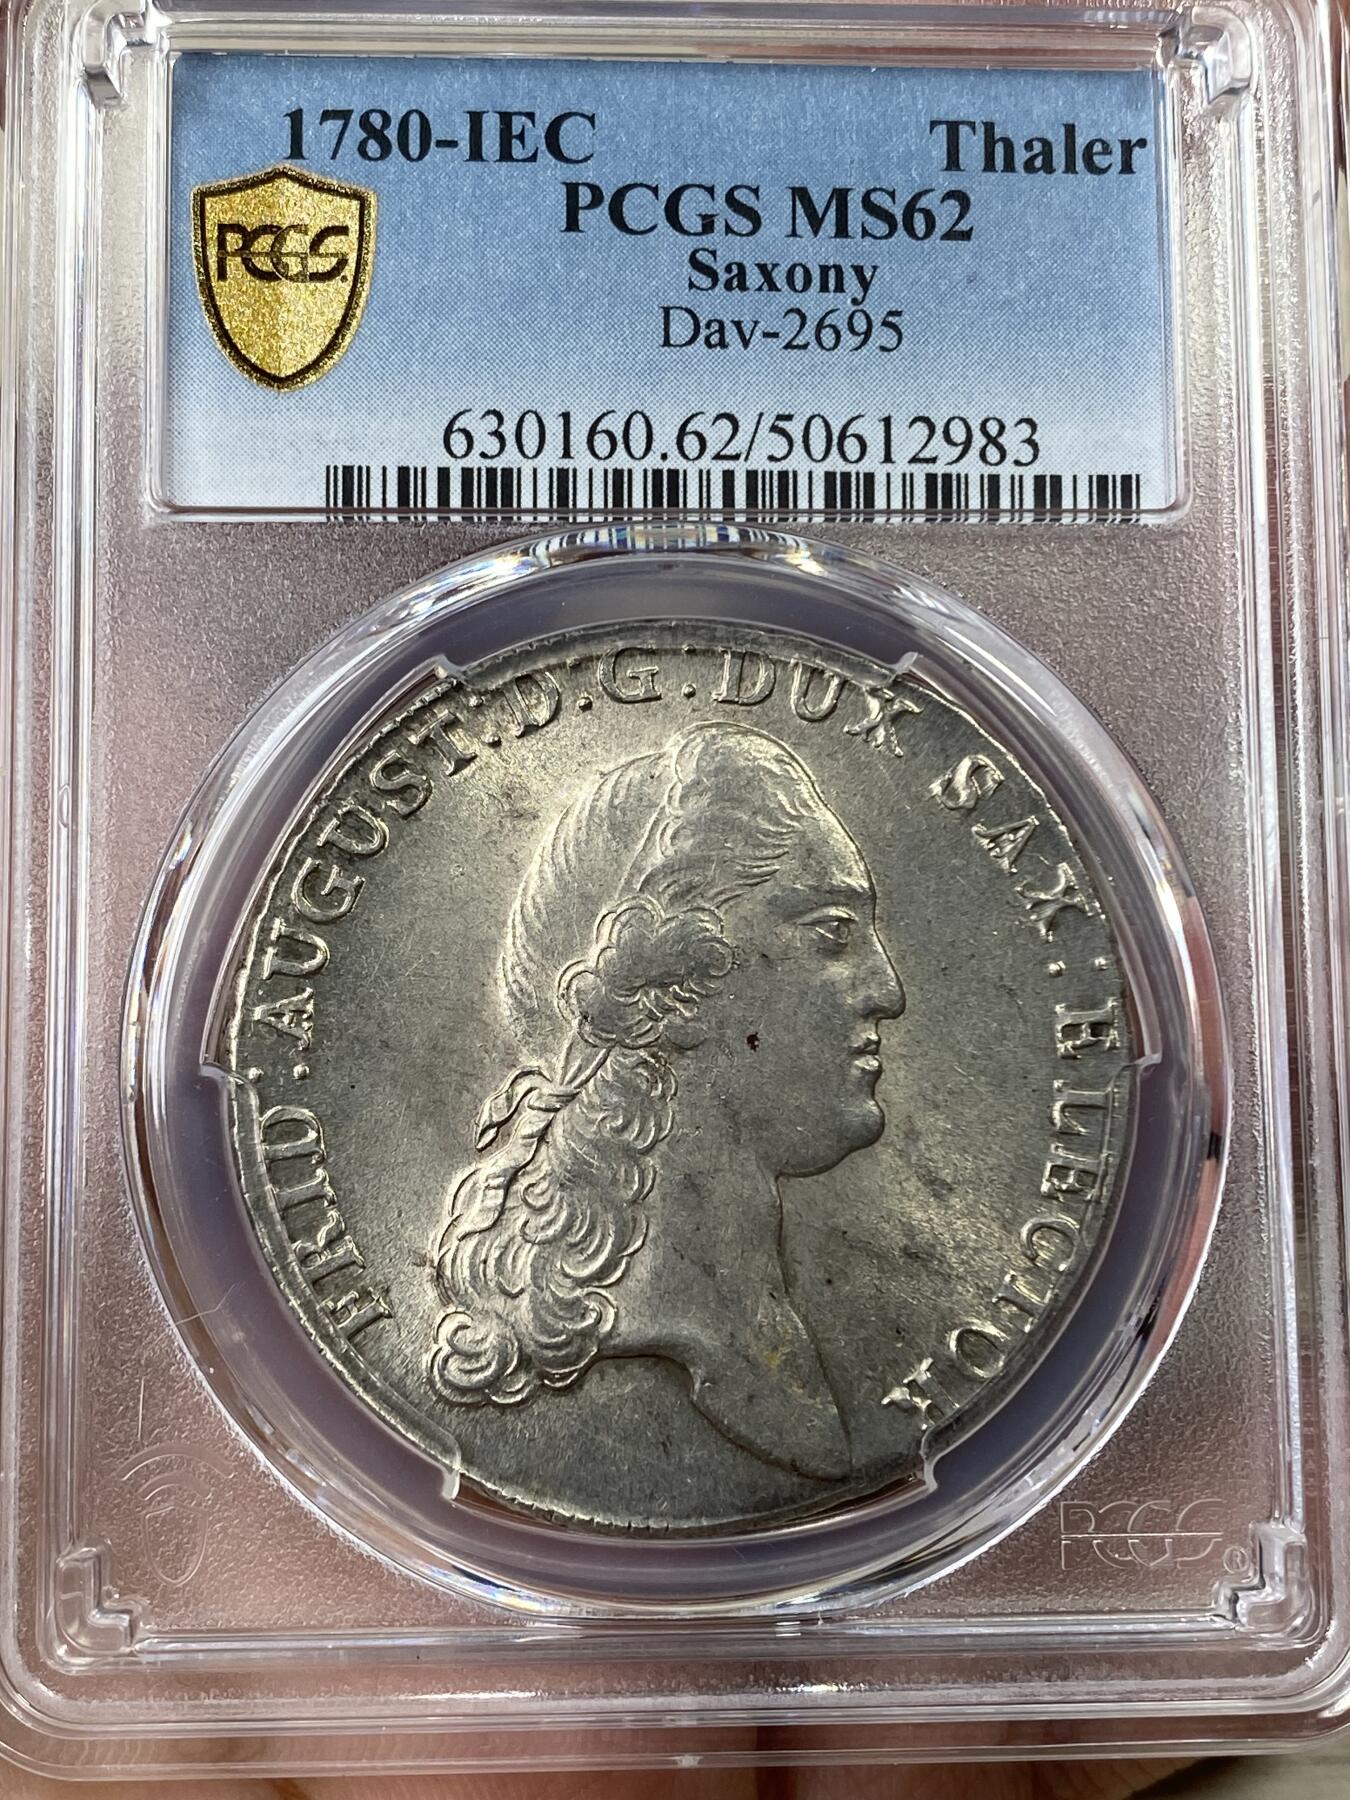 1780-IEC Thaler
PCGS MS62
PCGS
Saxony
Dav-2695
630160.62/50612983
FRID: AUGUST: D: G: DUX SAX: ELECTOR
PCGS